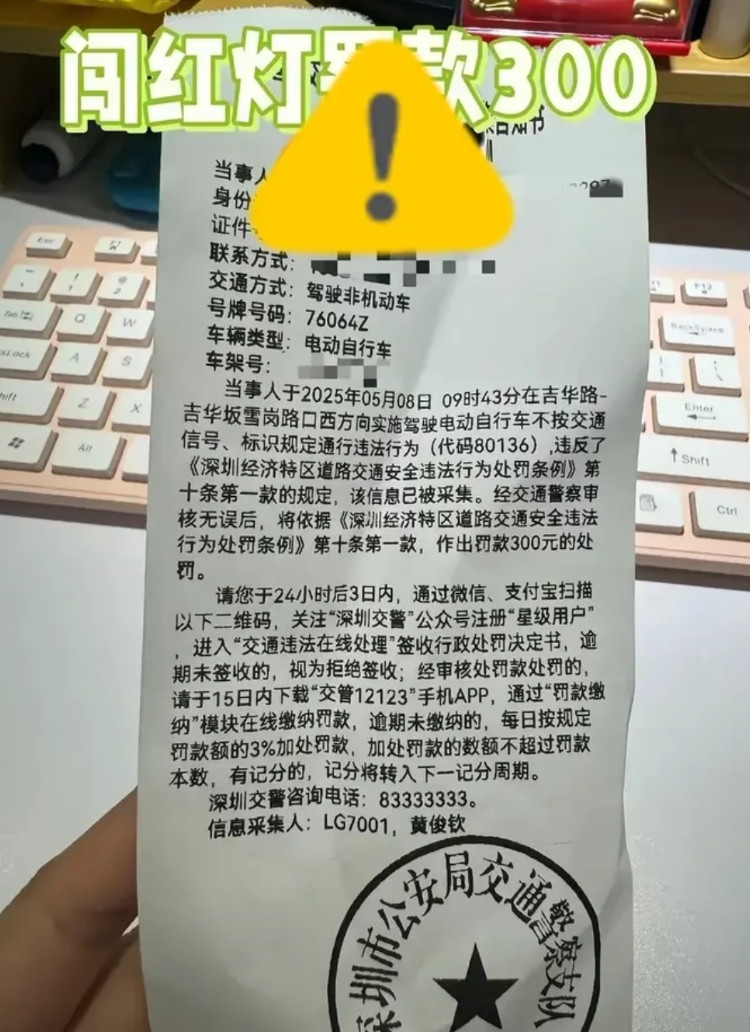 闯红灯罚款300
告知书
当事人
身份
证件
联系方式：
交通方式：驾驶非机动车
号牌号码：76064Z
车辆类型：电动自行车
车架号：
当事人于2025年05月08日 09时43分在吉华路-
吉华坂雪岗路口西方向实施驾驶电动自行车不按交通
信号、标识规定通行违法行为（代码80136）,违反了
《深圳经济特区道路交通安全违法行为处罚条例》第
十条第一款的规定，该信息已被采集。经交通警察审
核无误后，将依据《深圳经济特区道路交通安全违法
行为处罚条例》第十条第一款，作出罚款300元的处
罚。
请您于24小时后3日内，通过微信、支付宝扫描
以下二维码，关注“深圳交警”公众号注册“星级用户”
，进入“交通违法在线处理”签收行政处罚决定书，逾
期未签收的，视为拒绝签收；经审核处罚款处罚的，
请于15日内下载“交管12123”手机APP，通过“罚款缴
纳”模块在线缴纳罚款，逾期未缴纳的，每日按规定
罚款额的3%加处罚款，加处罚款的数额不超过罚款
本数，有记分的，记分将转入下一记分周期。
深圳交警咨询电话：83333333。
信息采集人：LG7001，黄俊钦
深圳市公安局交通警察支队
Esc
Q
W
A
S
Z
X
Alt
BackSpace
Enter
Shift
Ctrl
F12